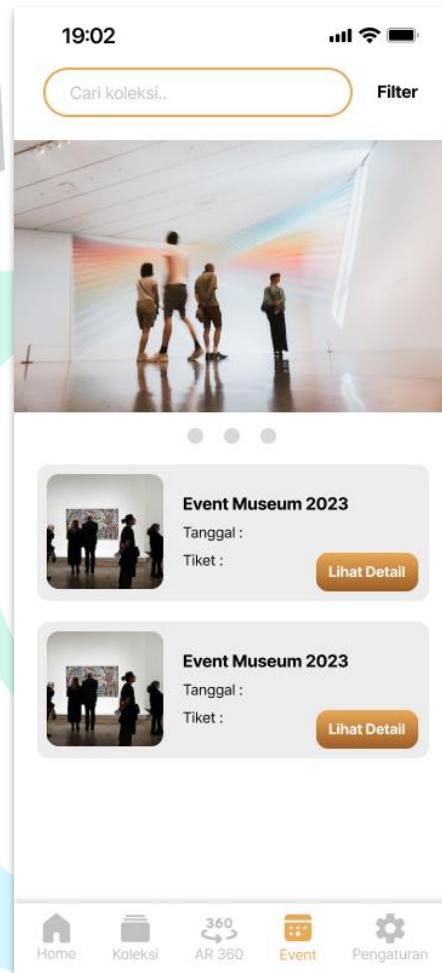 19:02
Cari koleksi..
Filter
Event Museum 2023
Tanggal :
Tiket :
Lihat Detail
Event Museum 2023
Tanggal :
Tiket :
Lihat Detail
360
Home
Koleksi
AR 360
Event
Pengaturan